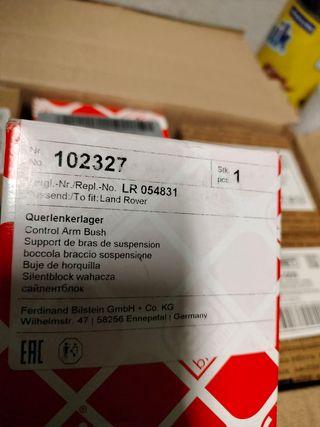 Nr.
No. 102327
Stk
pcs 1
Vergl.-Nr./Repl.-No. LR 054831
Passend:/To fit: Land Rover
Querlenkerlager
Control Arm Bush
Support de bras de suspension
boccola braccio sospensione
Buje de horquilla
Silentblock wahacza
сайлентблок
Ferdinand Bilstein GmbH + Co. KG
Wilhelmstr. 47 | 58256 Ennepetal | Germany
EAC